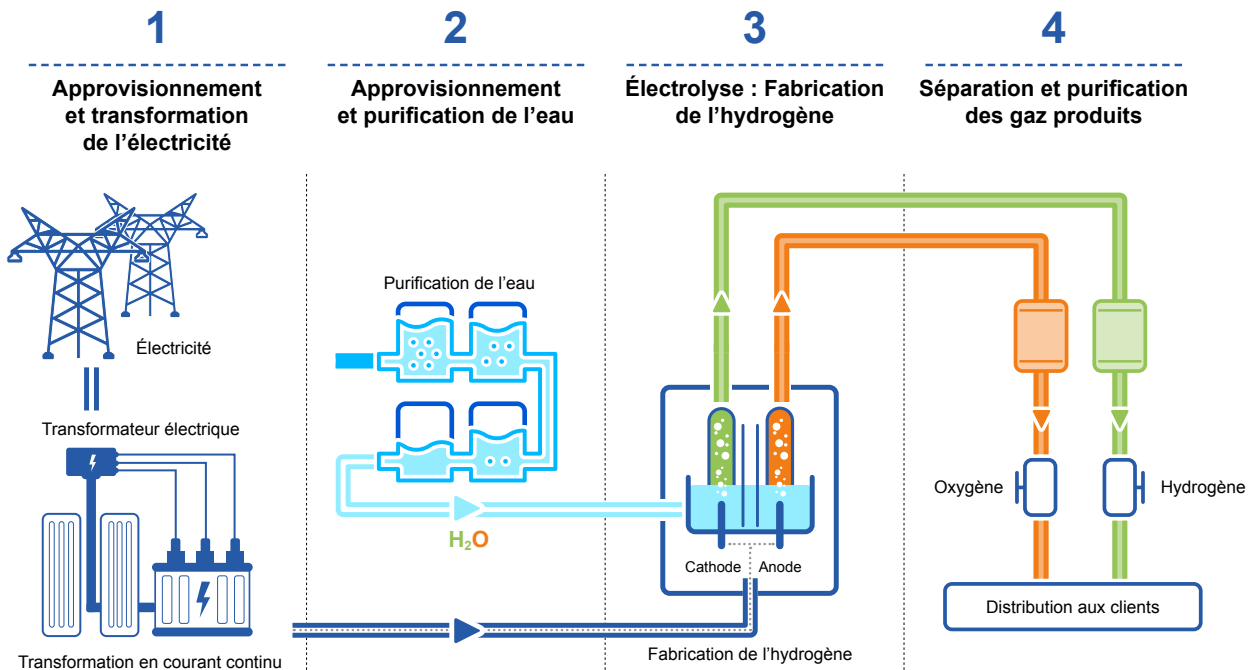 1
Approvisionnement
et transformation
de l'électricité
Électricité
Transformateur électrique
Transformation en courant continu
2
Approvisionnement
et purification de l'eau
Purification de l'eau
H₂O
3
Électrolyse : Fabrication
de l'hydrogène
Cathode
Anode
Fabrication de l'hydrogène
4
Séparation et purification
des gaz produits
Oxygène
Hydrogène
Distribution aux clients